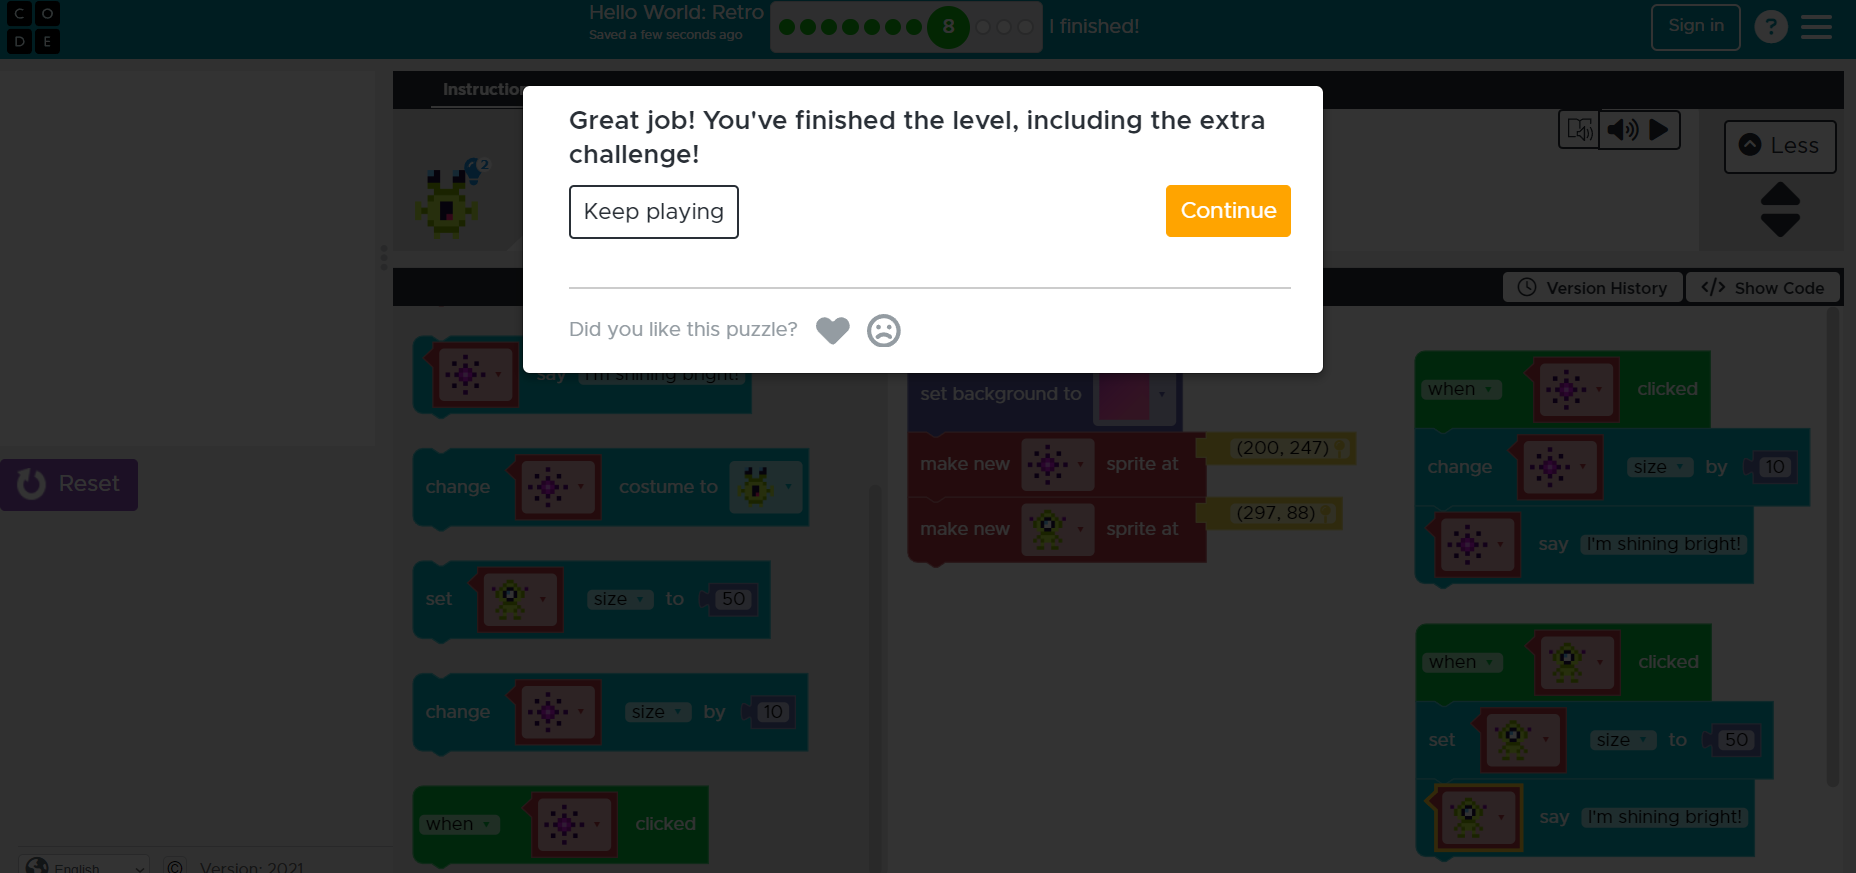 C O
D E
Hello World: Retro
Saved a few seconds ago
8
I finished!
Sign in
?
Great job! You've finished the level, including the extra
challenge!
Keep playing
Continue
Did you like this puzzle?
2
Less
Version History
</> Show Code
Reset
say I'm shining bright!
change costume to
set size to 50
change size by 10
when clicked
set background to
make new sprite at (200, 247)
make new sprite at (297, 88)
when clicked
change size by 10
say I'm shining bright!
when clicked
set size to 50
say I'm shining bright!
English
© Version: 2021